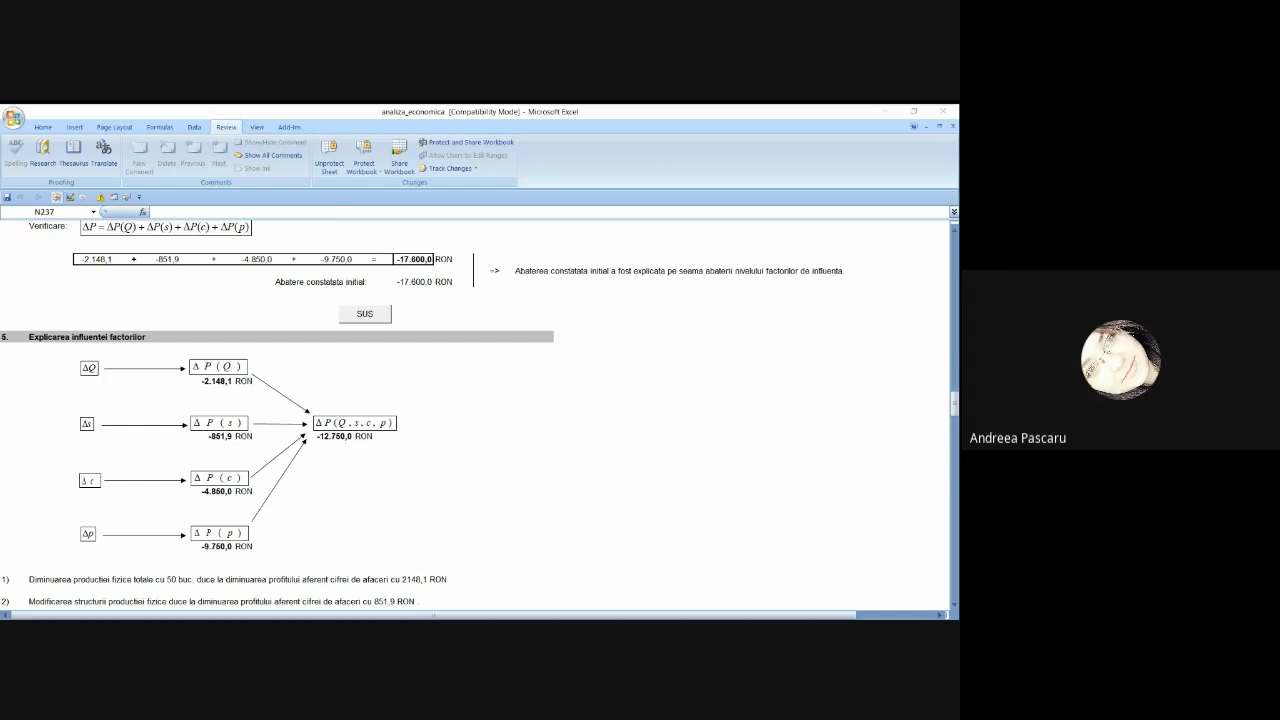 analiza_economica [Compatibility Mode] - Microsoft Excel
Home Insert Page Layout Formulas Data Review View Add-Ins
Spelling Research Thesaurus Translate
Proofing
New Comment Delete Previous Next
Show/Hide Comment
Show All Comments
Show Ink
Comments
Unprotect Sheet Protect Workbook Share Workbook
Protect and Share Workbook
Allow Users to Edit Ranges
Track Changes
Changes
N237 fx
Verificare: ΔP = ΔP(Q) + ΔP(s) + ΔP(c) + ΔP(p)
-2.148,1 + -851,9 + -4.850,0 + -9.750,0 = -17.600,0 RON
=> Abaterea constatata initial a fost explicata pe seama abaterii nivelului factorilor de influenta.
Abatere constatata initial: -17.600,0 RON
SUS
5. Explicarea influentei factorilor
ΔQ Δ P ( Q )
-2.148,1 RON
Δs Δ P ( s ) Δ P ( Q , s , c , p )
-851,9 RON -12.750,0 RON
Δ c Δ P ( c )
-4.850,0 RON
Δp Δ P ( p )
-9.750,0 RON
1) Diminuarea productiei fizice totale cu 50 buc. duce la diminuarea profitului aferent cifrei de afaceri cu 2148,1 RON
2) Modificarea structurii productiei fizice duce la diminuarea profitului aferent cifrei de afaceri cu 851,9 RON .
Andreea Pascaru